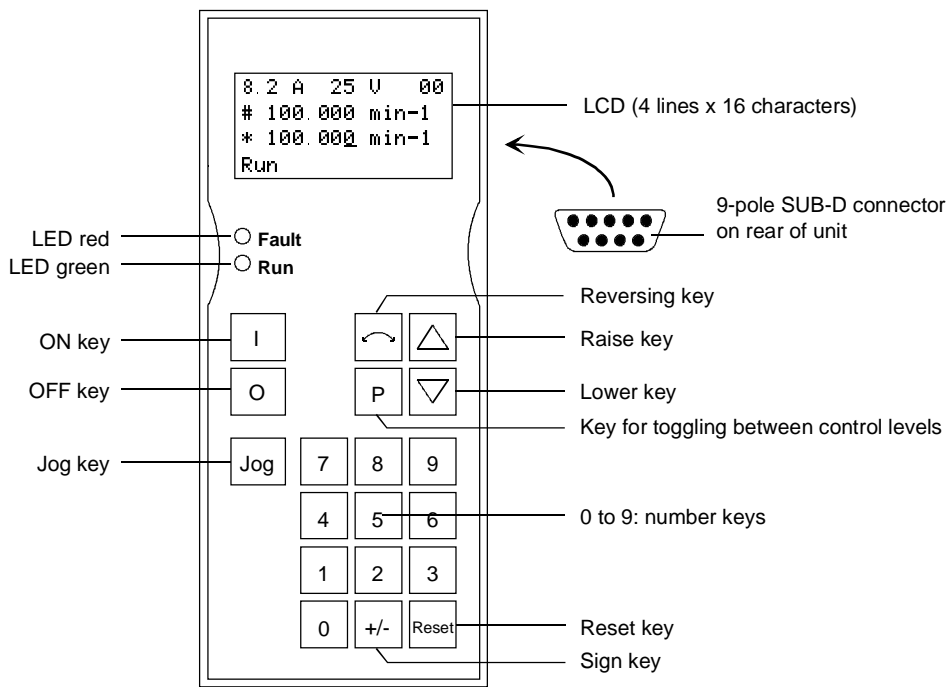 8.2 A 25 V 00
# 100.000 min-1
* 100.000 min-1
Run
LCD (4 lines x 16 characters)
9-pole SUB-D connector
on rear of unit
LED red
Fault
LED green
Run
Reversing key
ON key
I
Raise key
OFF key
O
P
Lower key
Key for toggling between control levels
Jog key
Jog
7 8 9
4 5 6
0 to 9: number keys
1 2 3
0 +/- Reset
Reset key
Sign key